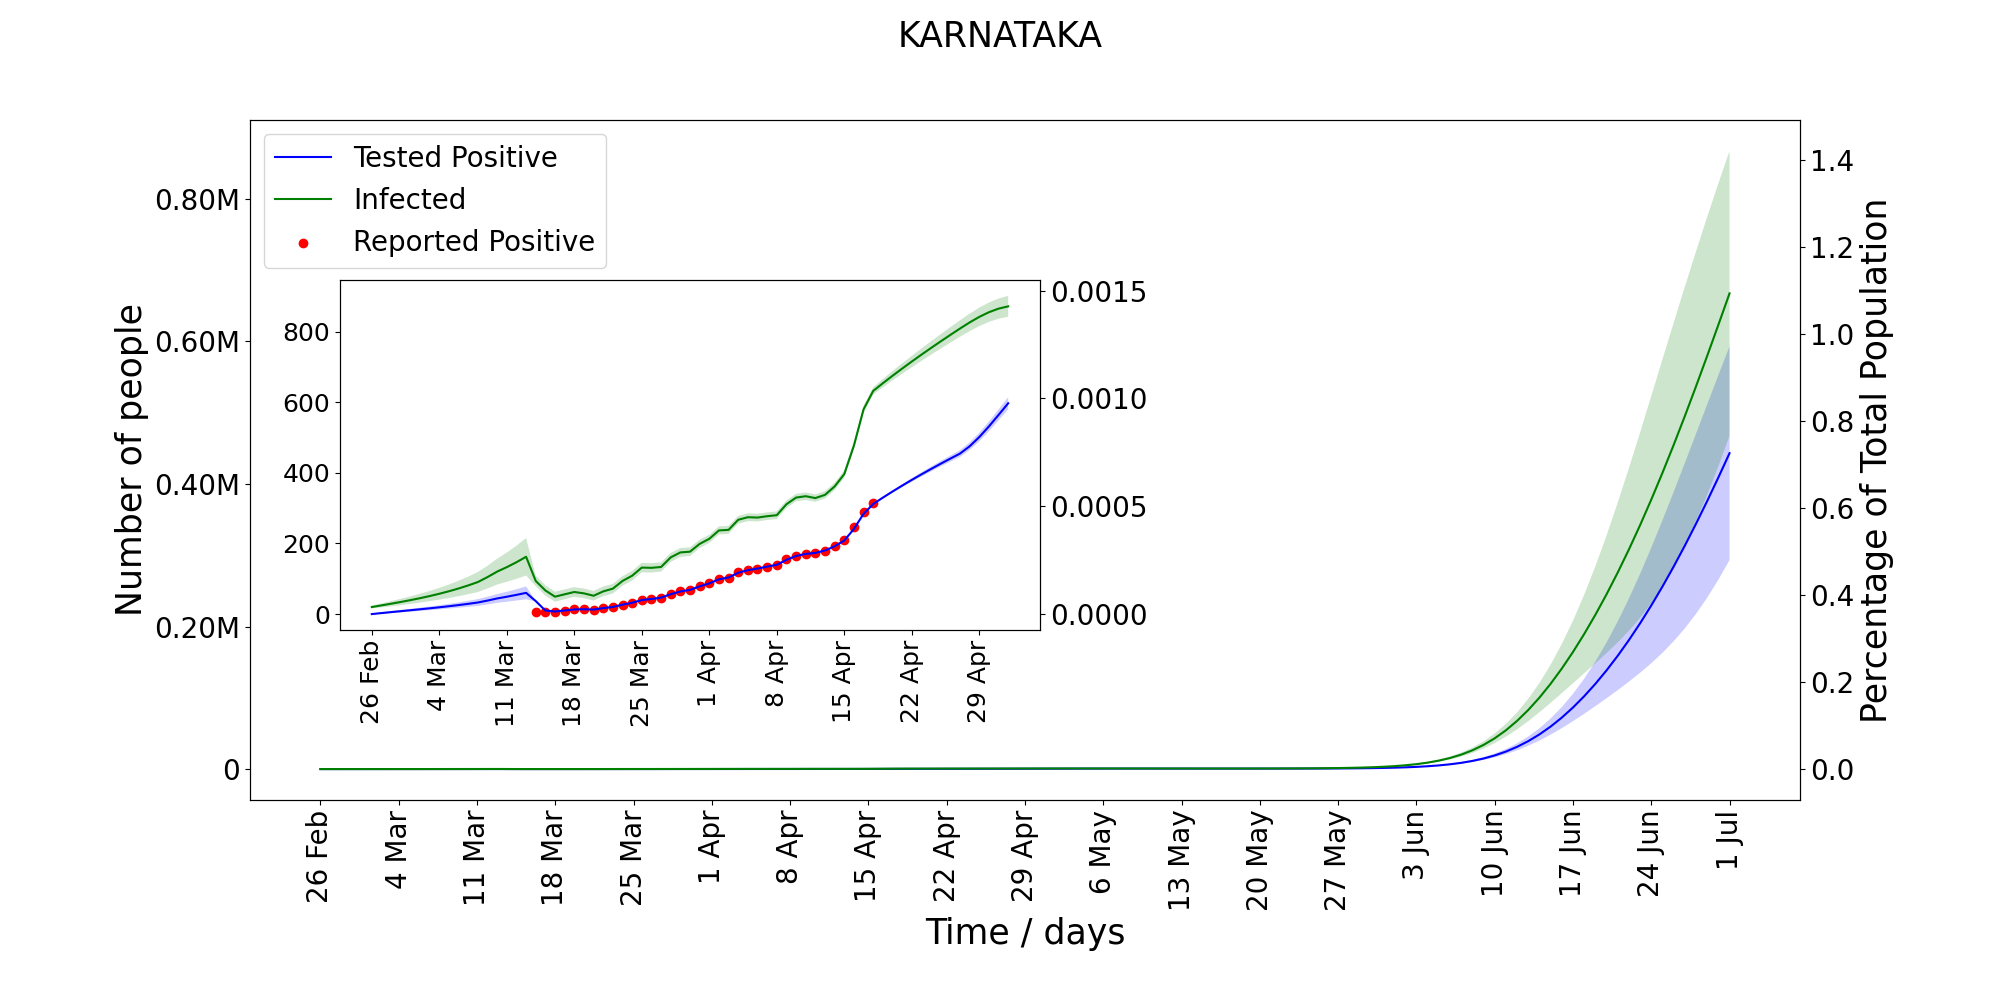 KARNATAKA
Tested Positive
Infected
Reported Positive
Number of people
0.80M
0.60M
0.40M
0.20M
0
1.4
1.2
1.0
0.8
0.6
0.4
0.2
0.0
Percentage of Total Population
800
600
400
200
0
0.0015
0.0010
0.0005
0.0000
26 Feb
4 Mar
11 Mar
18 Mar
25 Mar
1 Apr
8 Apr
15 Apr
22 Apr
29 Apr
26 Feb
4 Mar
11 Mar
18 Mar
25 Mar
1 Apr
8 Apr
15 Apr
22 Apr
29 Apr
6 May
13 May
20 May
27 May
3 Jun
10 Jun
17 Jun
24 Jun
1 Jul
Time / days